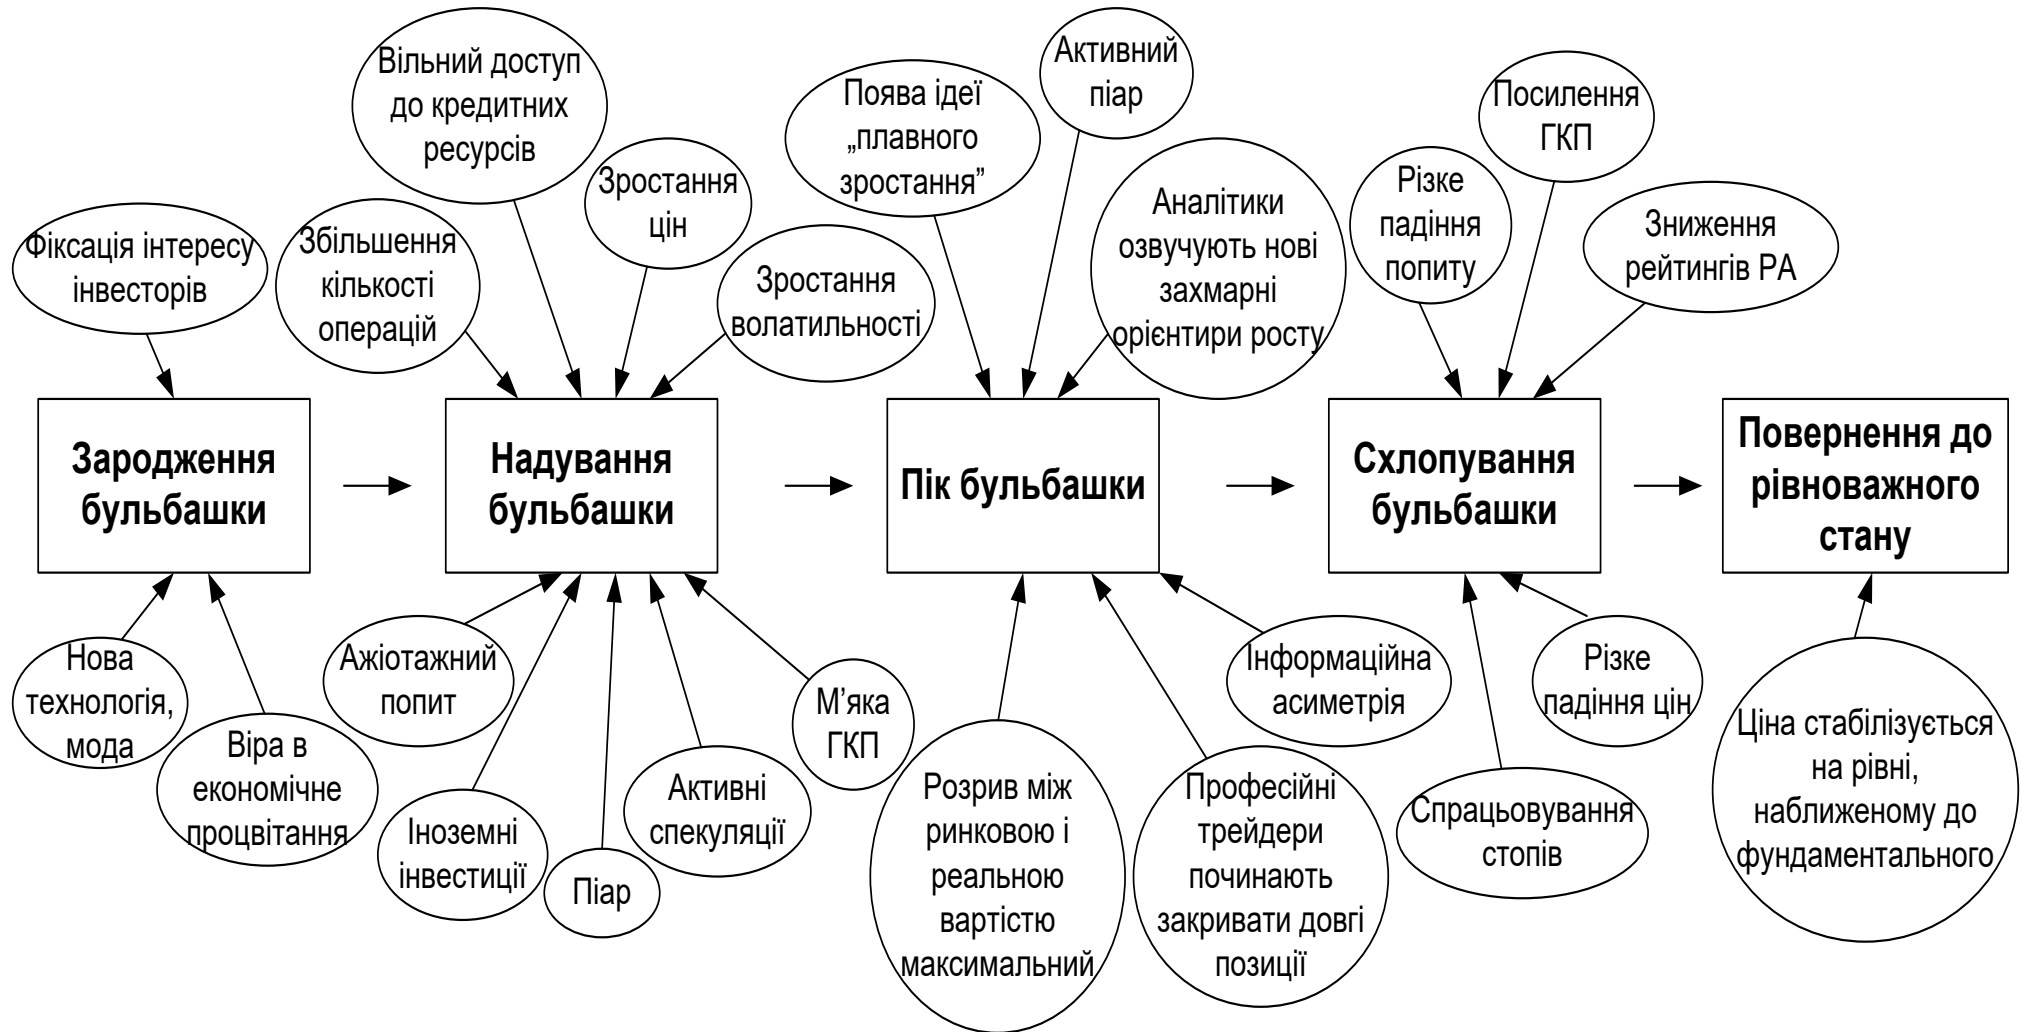 Вільний доступ
до кредитних
ресурсів
Активний
піар
Поява ідеї
„плавного
зростання”
Посилення
ГКП
Зростання
цін
Різке
падіння
попиту
Фіксація інтересу
інвесторів
Збільшення
кількості
операцій
Зростання
волатильності
Аналітики
озвучують нові
захмарні
орієнтири росту
Зниження
рейтингів РА
Зародження
бульбашки
Надування
бульбашки
Пік бульбашки
Схлопування
бульбашки
Повернення до
рівноважного
стану
Нова
технологія,
мода
Віра в
економічне
процвітання
Ажіотажний
попит
Іноземні
інвестиції
Піар
Активні
спекуляції
М’яка
ГКП
Розрив між
ринковою і
реальною
вартістю
максимальний
Професійні
трейдери
починають
закривати довгі
позиції
Інформаційна
асиметрія
Спрацьовування
стопів
Різке
падіння цін
Ціна стабілізується
на рівні,
наближеному до
фундаментального